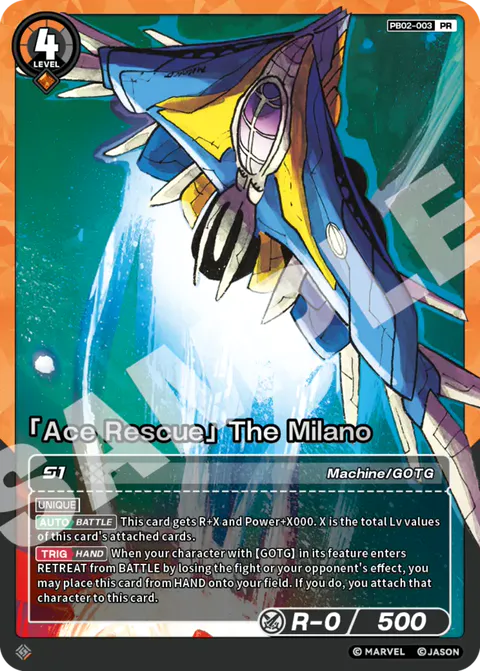 PB02-003 PR
4
LEVEL
「Ace Rescue」 The Milano
S1 Machine/GOTG
UNIQUE
AUTO BATTLE This card gets R+X and Power+X000. X is the total Lv values
of this card's attached cards.
TRIG HAND When your character with [GOTG] in its feature enters
RETREAT from BATTLE by losing the fight or your opponent's effect, you
may place this card from HAND onto your field. If you do, you attach that
character to this card.
R-0 / 500
© MARVEL © JASON
SAMPLE